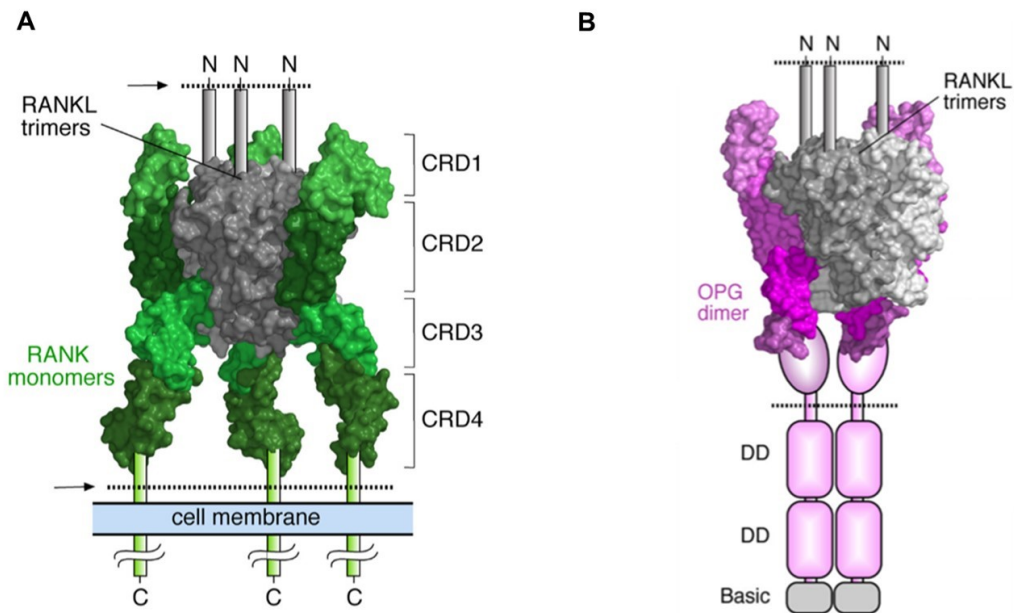 A
N N N
RANKL
trimers
CRD1
CRD2
CRD3
RANK
monomers
CRD4
cell membrane
C C C
B
N N N
RANKL
trimers
OPG
dimer
DD
DD
Basic